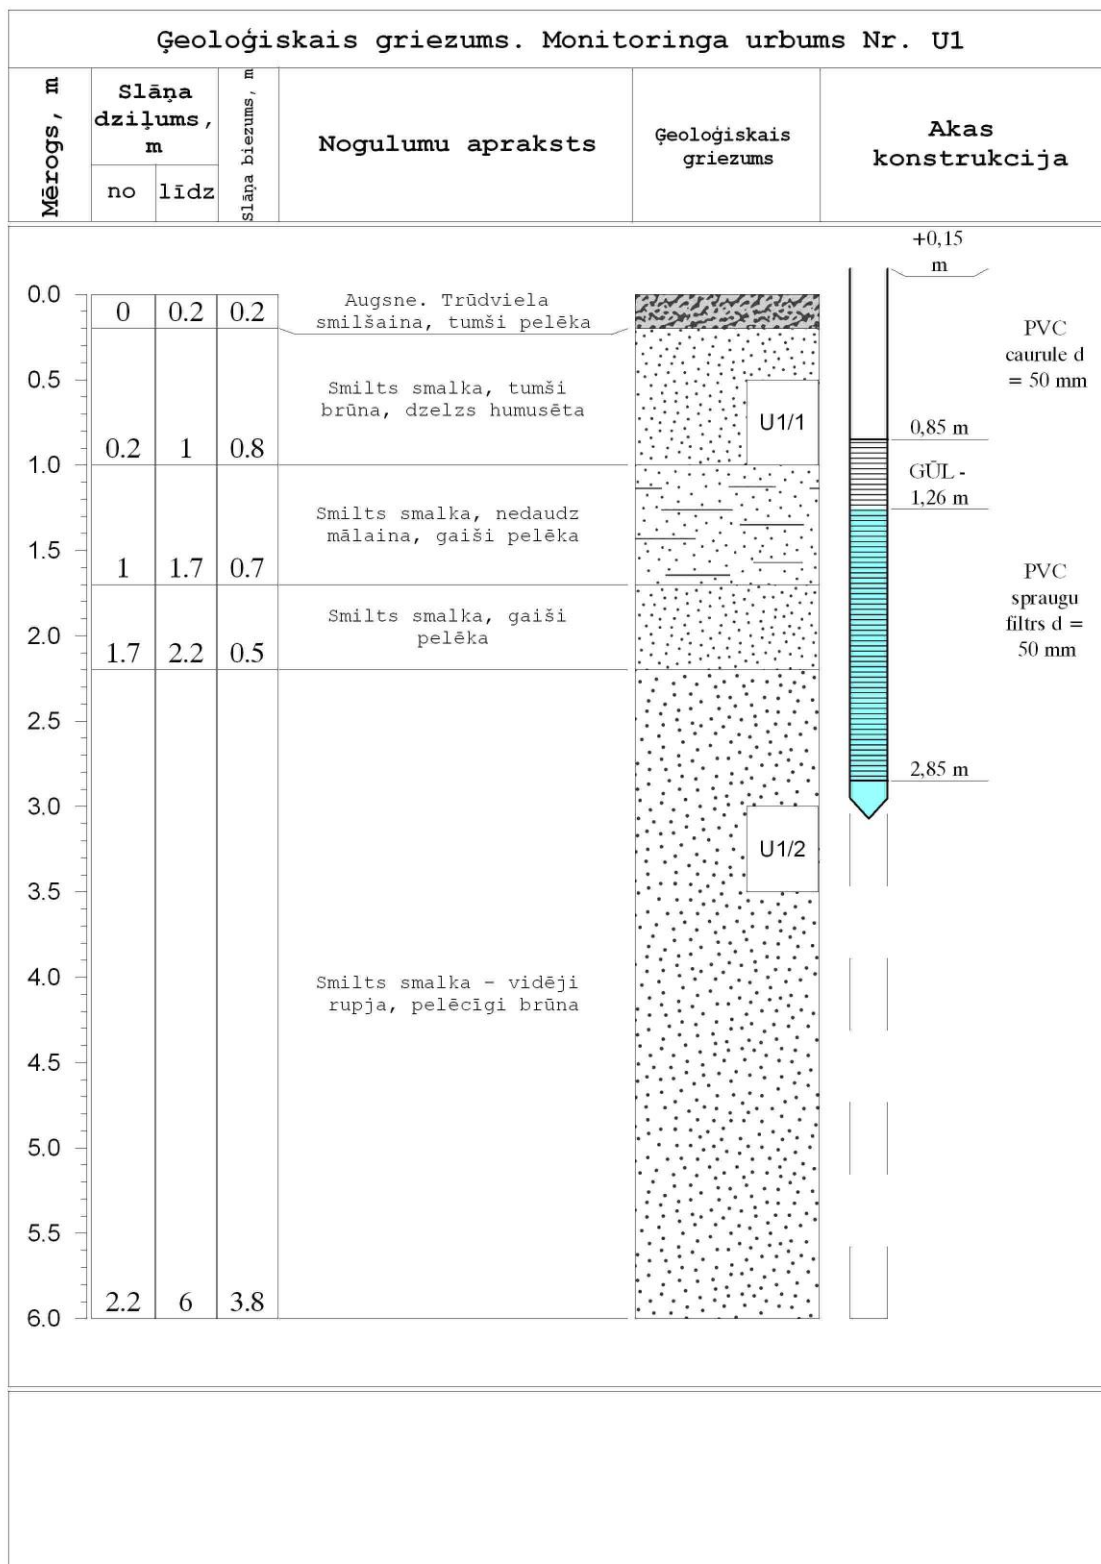 Ģeoloģiskais griezums. Monitoringa urbums Nr. U1
Mērogs, m
Slāņa
dziļums,
m
no
līdz
Slāņa biezums, m
Nogulumu apraksts
Ģeoloģiskais
griezums
Akas
konstrukcija
+0,15
m
0.0
0
0.2
0.2
Augsne. Trūdviela
smilšaina, tumši pelēka
PVC
caurule d
= 50 mm
0.5
Smilts smalka, tumši
brūna, dzelzs humusēta
U1/1
0,85 m
0.2
1
0.8
1.0
GŪL -
1,26 m
Smilts smalka, nedaudz
mālaina, gaiši pelēka
1.5
1
1.7
0.7
PVC
spraugu
filtrs d =
50 mm
Smilts smalka, gaiši
pelēka
2.0
1.7
2.2
0.5
2.5
2,85 m
3.0
U1/2
3.5
4.0
Smilts smalka – vidēji
rupja, pelēcīgi brūna
4.5
5.0
5.5
2.2
6
3.8
6.0